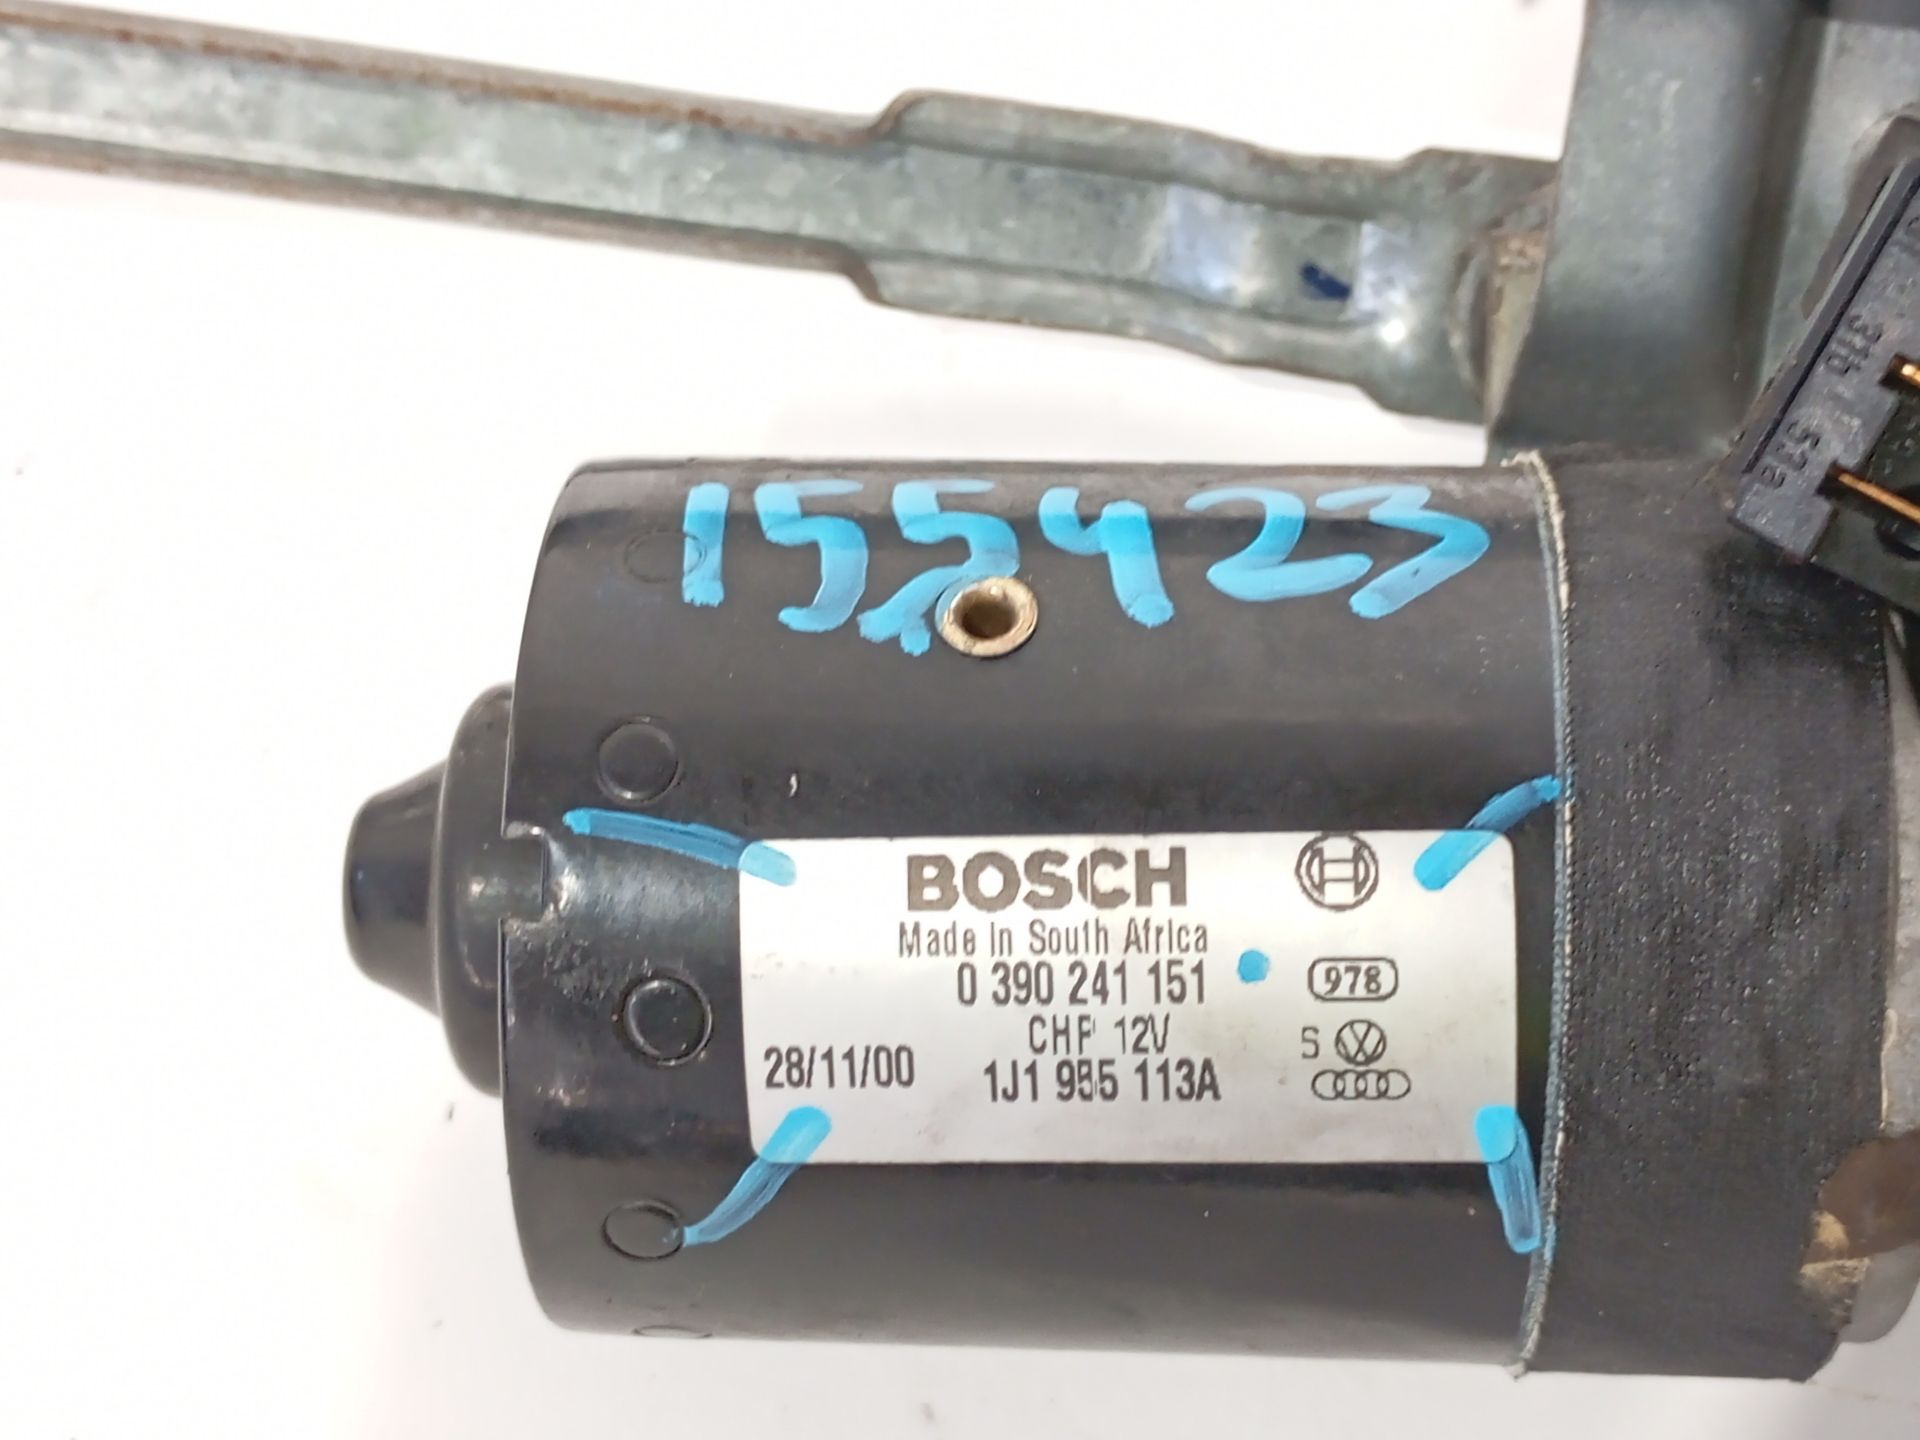 155423
BOSCH
Made in South Africa
0 390 241 151
978
CHP 12V
S
28/11/00
1J1 955 113A